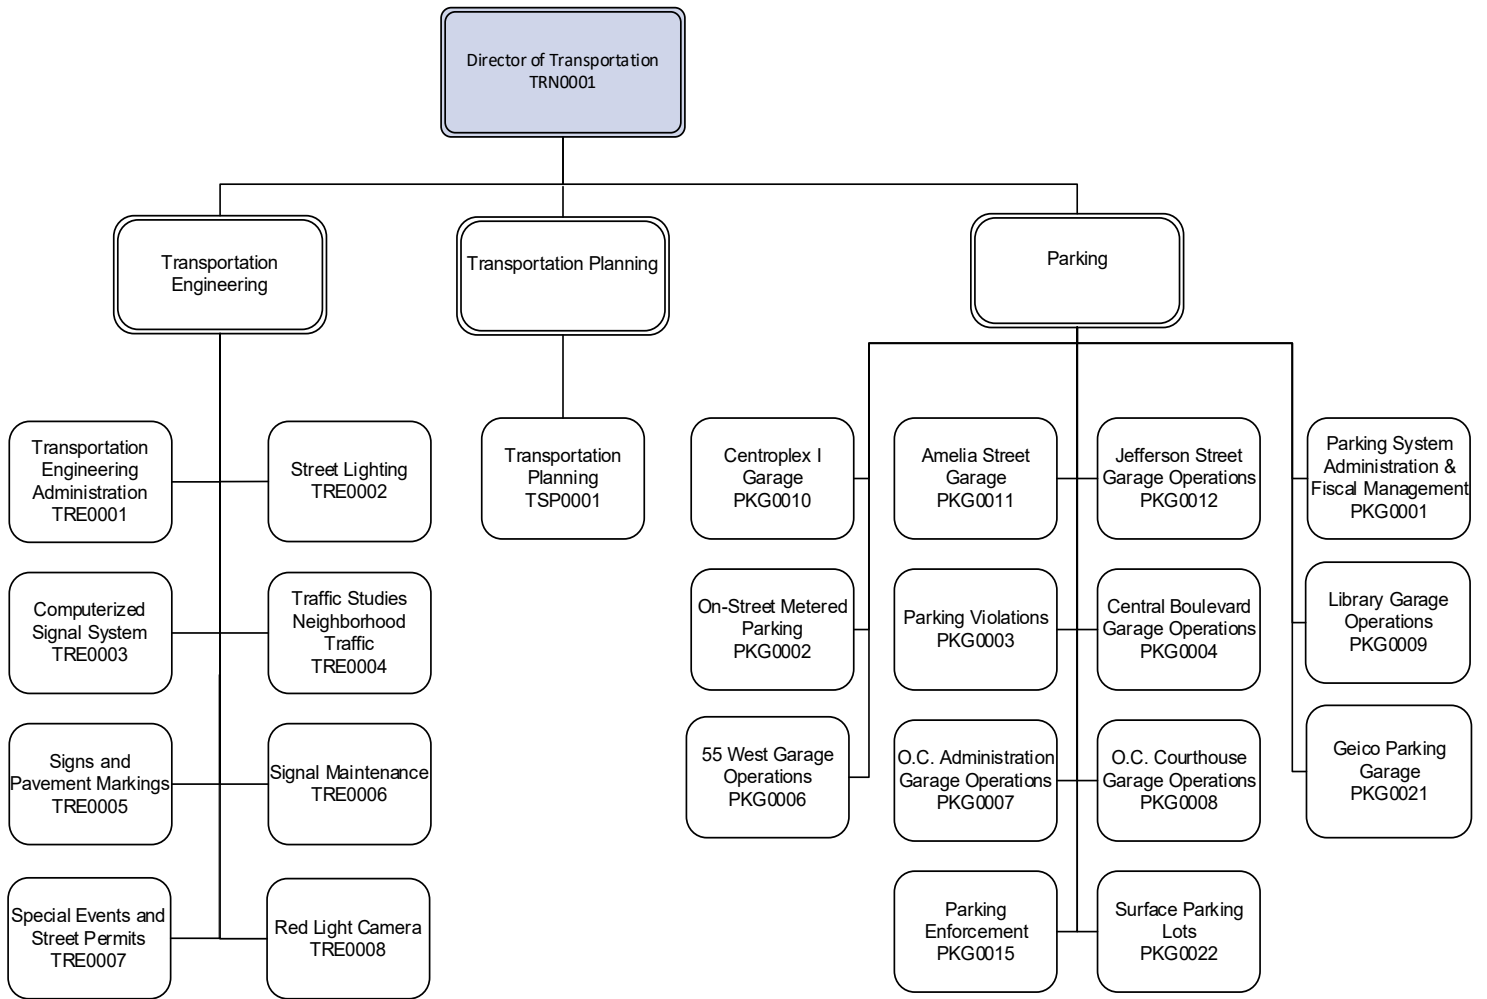 Director of Transportation
TRN0001
Transportation
Engineering
Transportation Planning
Parking
Transportation
Engineering
Administration
TRE0001
Street Lighting
TRE0002
Transportation
Planning
TSP0001
Centroplex I
Garage
PKG0010
Amelia Street
Garage
PKG0011
Jefferson Street
Garage Operations
PKG0012
Parking System
Administration &
Fiscal Management
PKG0001
Computerized
Signal System
TRE0003
Traffic Studies
Neighborhood
Traffic
TRE0004
On-Street Metered
Parking
PKG0002
Parking Violations
PKG0003
Central Boulevard
Garage Operations
PKG0004
Library Garage
Operations
PKG0009
Signs and
Pavement Markings
TRE0005
Signal Maintenance
TRE0006
55 West Garage
Operations
PKG0006
O.C. Administration
Garage Operations
PKG0007
O.C. Courthouse
Garage Operations
PKG0008
Geico Parking
Garage
PKG0021
Special Events and
Street Permits
TRE0007
Red Light Camera
TRE0008
Parking
Enforcement
PKG0015
Surface Parking
Lots
PKG0022